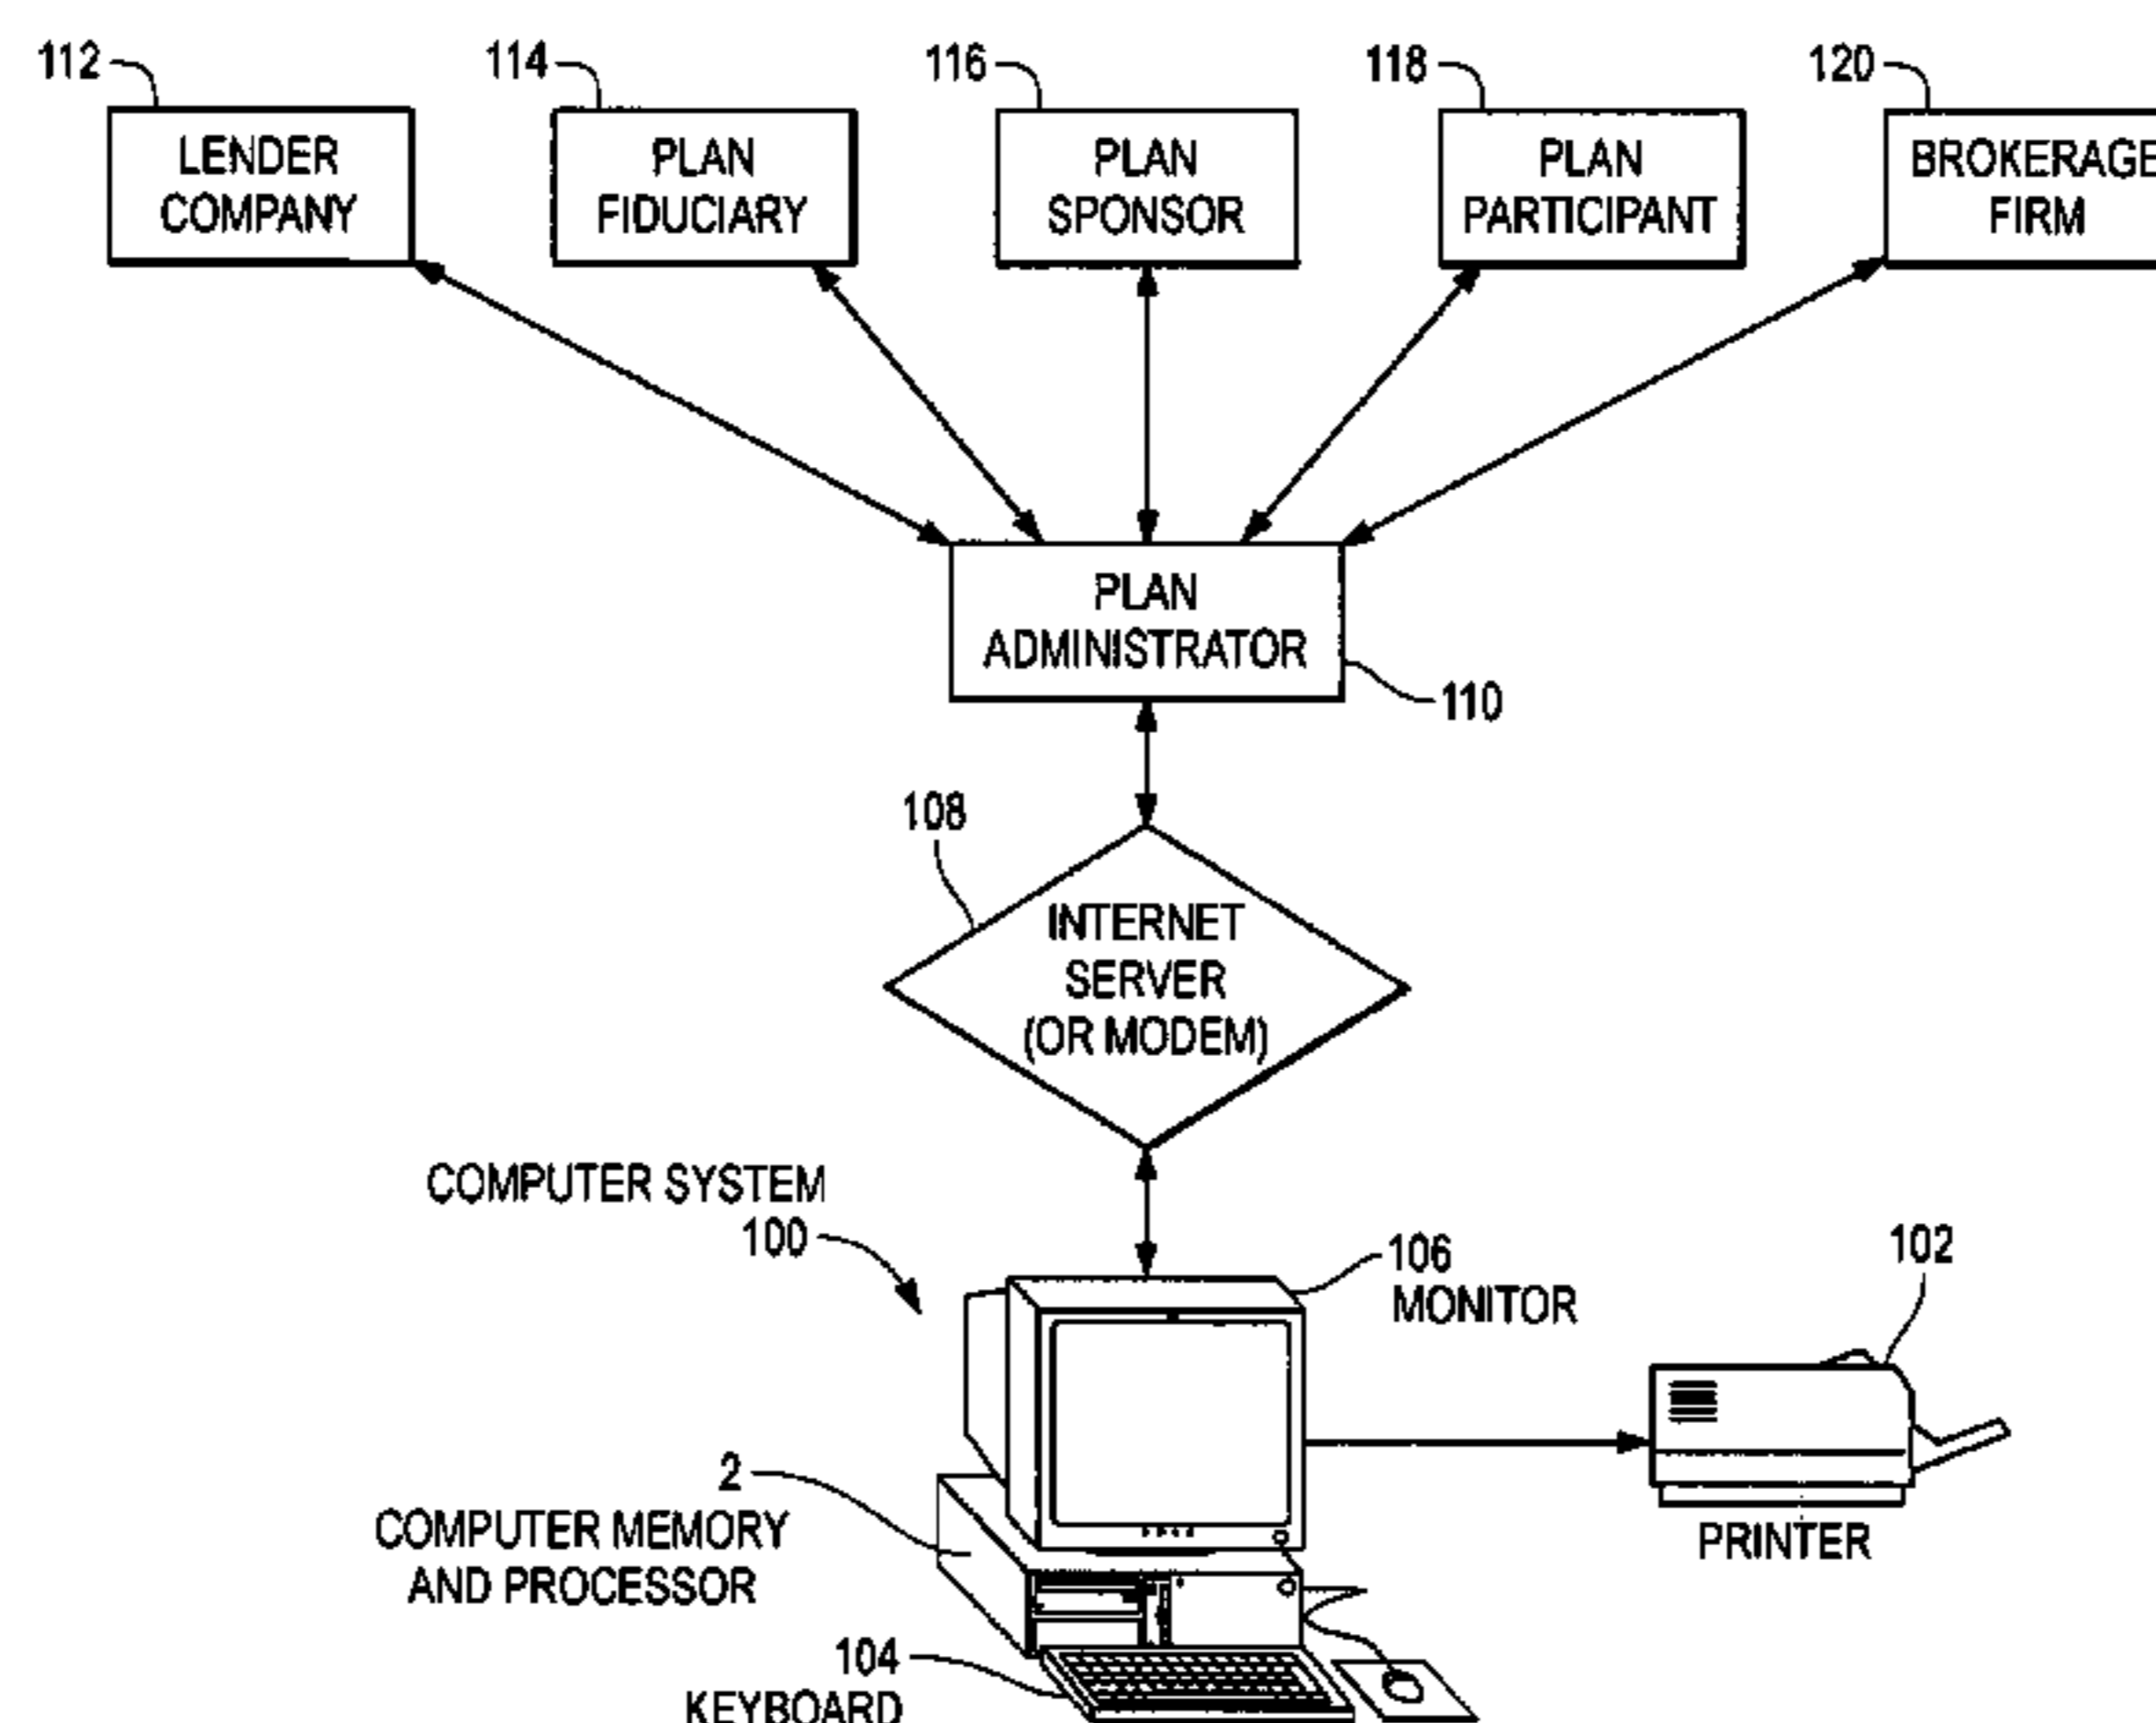 112
114
116
118
120
LENDER
COMPANY
PLAN
FIDUCIARY
PLAN
SPONSOR
PLAN
PARTICIPANT
BROKERAGE
FIRM
PLAN
ADMINISTRATOR
110
108
INTERNET
SERVER
(OR MODEM)
COMPUTER SYSTEM
100
106
MONITOR
102
2
COMPUTER MEMORY
AND PROCESSOR
PRINTER
104
KEYBOARD